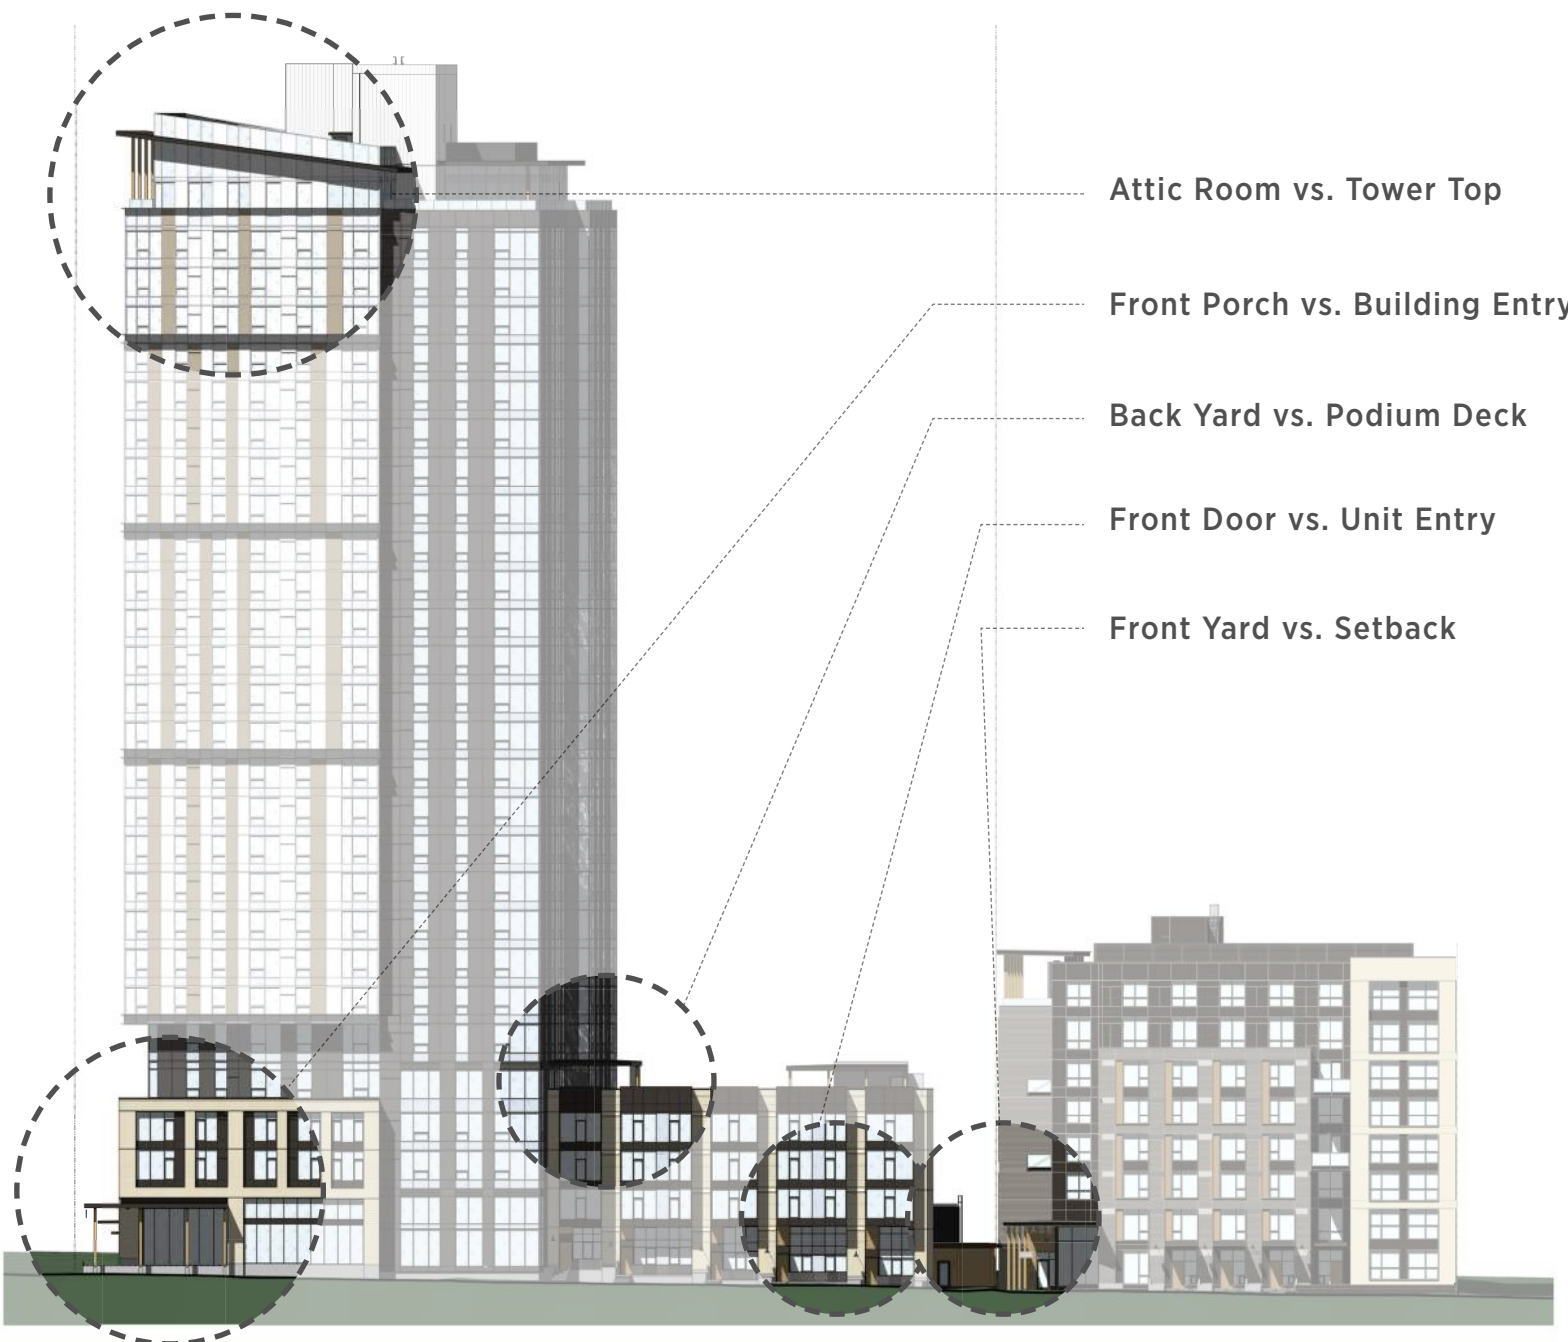 Attic Room vs. Tower Top
Front Porch vs. Building Entry
Back Yard vs. Podium Deck
Front Door vs. Unit Entry
Front Yard vs. Setback